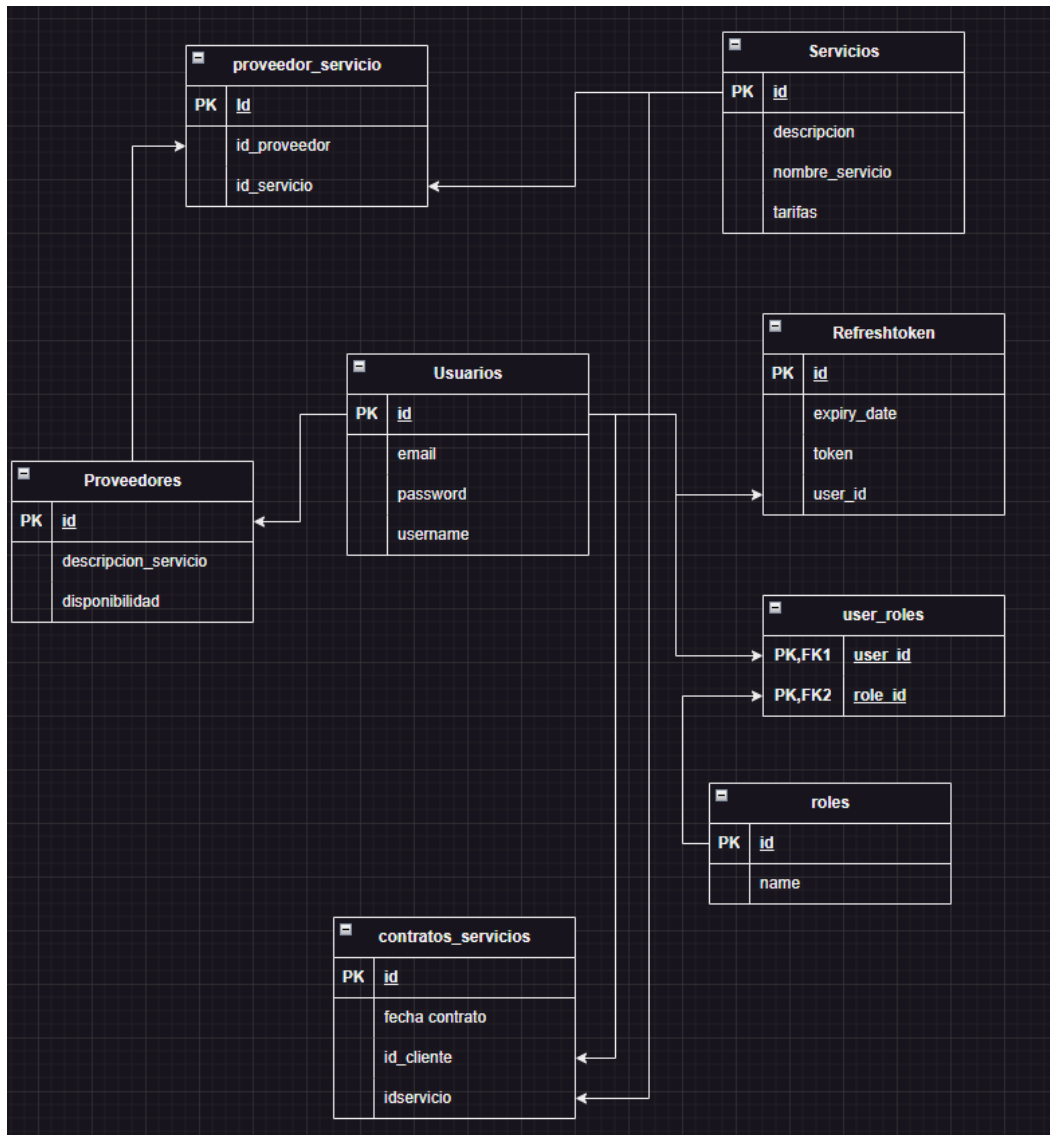 proveedor_servicio
PK Id
id_proveedor
id_servicio
Servicios
PK id
descripcion
nombre_servicio
tarifas
Refreshtoken
PK id
expiry_date
token
user_id
Usuarios
PK id
email
password
username
Proveedores
PK id
descripcion_servicio
disponibilidad
user_roles
PK,FK1 user_id
PK,FK2 role_id
roles
PK id
name
contratos_servicios
PK id
fecha contrato
id_cliente
idservicio